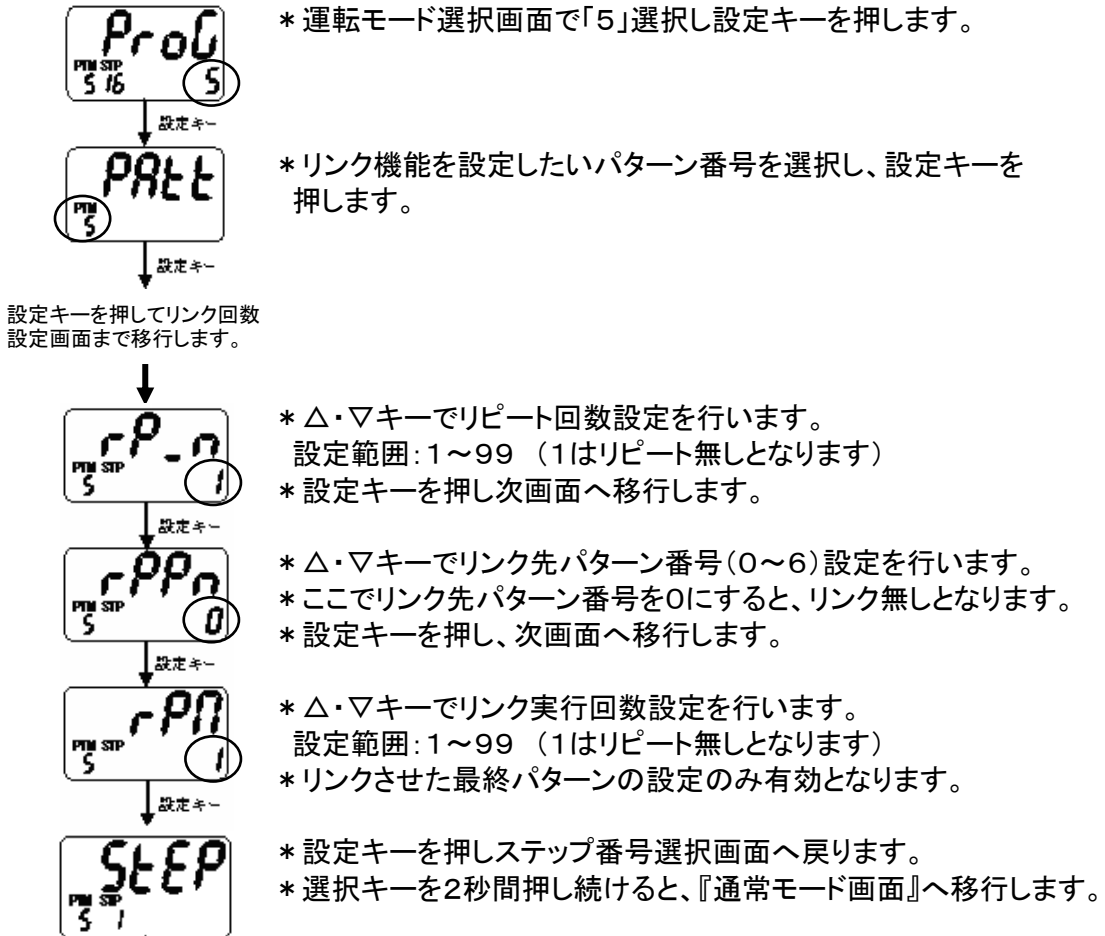 ProG
PTN STP
5 16 5
＊運転モード選択画面で「５」選択し設定キーを押します。
設定キー
PAtt
PTN
5
＊リンク機能を設定したいパターン番号を選択し、設定キーを
押します。
設定キー
設定キーを押してリンク回数
設定画面まで移行します。
rP_n
PTN STP
5 1
＊△・▽キーでリピート回数設定を行います。
設定範囲：１～９９　（１はリピート無しとなります）
＊設定キーを押し次画面へ移行します。
設定キー
rPPn
PTN STP
5 0
＊△・▽キーでリンク先パターン番号（０～６）設定を行います。
＊ここでリンク先パターン番号を０にすると、リンク無しとなります。
＊設定キーを押し、次画面へ移行します。
設定キー
rPM
PTN STP
5 1
＊△・▽キーでリンク実行回数設定を行います。
設定範囲：１～９９　（１はリピート無しとなります）
＊リンクさせた最終パターンの設定のみ有効となります。
設定キー
StEP
PTN STP
5 1
＊設定キーを押しステップ番号選択画面へ戻ります。
＊選択キーを２秒間押し続けると、『通常モード画面』へ移行します。